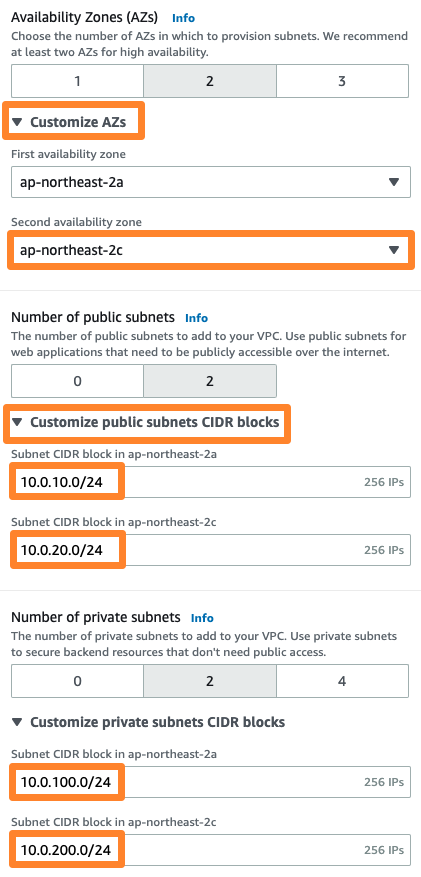 Availability Zones (AZs) Info
Choose the number of AZs in which to provision subnets. We recommend
at least two AZs for high availability.
1 2 3
Customize AZs
First availability zone
ap-northeast-2a
Second availability zone
ap-northeast-2c
Number of public subnets Info
The number of public subnets to add to your VPC. Use public subnets for
web applications that need to be publicly accessible over the internet.
0 2
Customize public subnets CIDR blocks
Subnet CIDR block in ap-northeast-2a
10.0.10.0/24 256 IPs
Subnet CIDR block in ap-northeast-2c
10.0.20.0/24 256 IPs
Number of private subnets Info
The number of private subnets to add to your VPC. Use private subnets
to secure backend resources that don't need public access.
0 2 4
Customize private subnets CIDR blocks
Subnet CIDR block in ap-northeast-2a
10.0.100.0/24 256 IPs
Subnet CIDR block in ap-northeast-2c
10.0.200.0/24 256 IPs